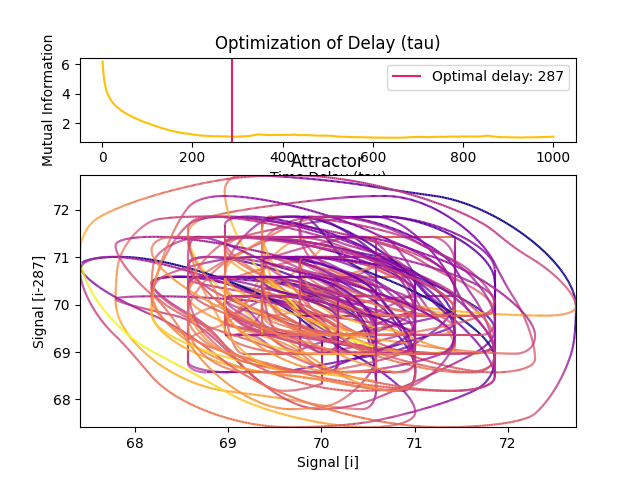 Optimization of Delay (tau)
Mutual Information
6
4
2
Optimal delay: 287
0 200 400 600 800 1000
Time Delay (tau)
Attractor
Signal [i-287]
72
71
70
69
68
68 69 70 71 72
Signal [i]